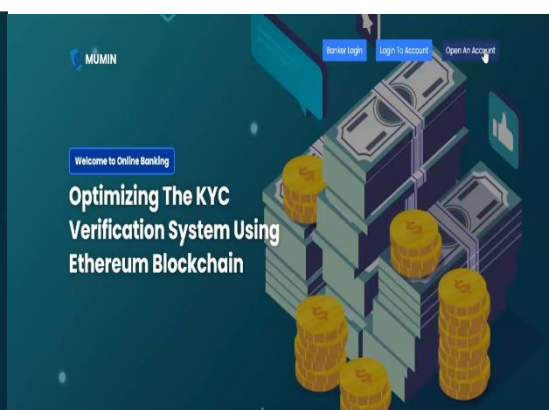 MUMIN
Banker Login
Login To Account
Open An Account
Welcome to Online Banking
Optimizing The KYC
Verification System Using
Ethereum Blockchain